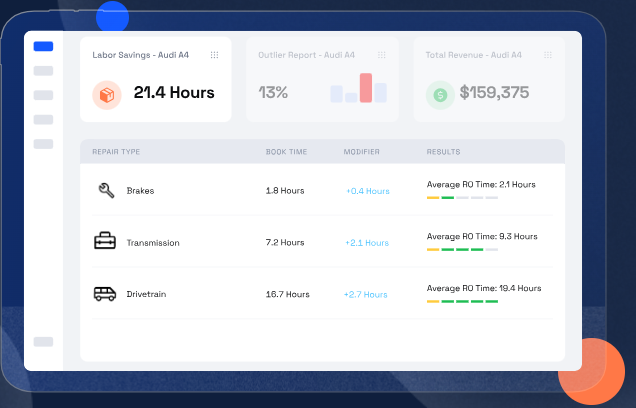 Labor Savings - Audi A4
21.4 Hours
Outlier Report - Audi A4
13%
Total Revenue - Audi A4
$
$159,375
REPAIR TYPE BOOK TIME MODIFIER RESULTS
Brakes 1.8 Hours +0.4 Hours Average RO Time: 2.1 Hours
Transmission 7.2 Hours +2.1 Hours Average RO Time: 9.3 Hours
Drivetrain 16.7 Hours +2.7 Hours Average RO Time: 19.4 Hours